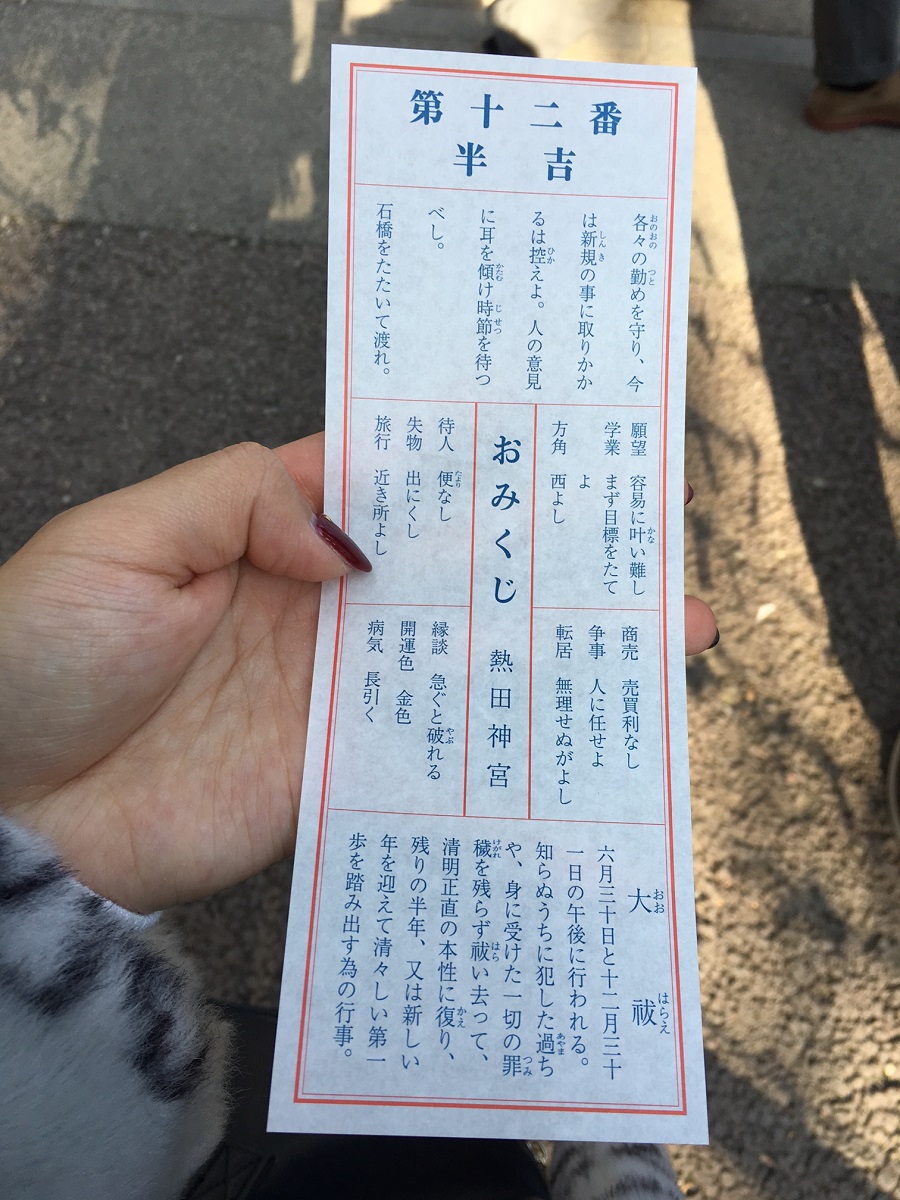 第十二番
半吉
各々の勤めを守り、今
は新規の事に取りかか
るは控えよ。人の意見
に耳を傾け時節を待つ
べし。
石橋をたたいて渡れ。
願望 容易に叶い難し
学業 まず目標をたて
よ
方角 西よし
おみくじ 熱田神宮
待人 便なし
失物 出にくし
旅行 近き所よし
商売 売買利なし
争事 人に任せよ
転居 無理せぬがよし
縁談 急ぐと破れる
開運色 金色
病気 長引く
大祓
六月三十日と十二月三十
一日の午後に行われる。
知らぬうちに犯した過ち
や、身に受けた一切の罪
穢を残らず祓い去って、
清明正直の本性に復り、
残りの半年、又は新しい
年を迎えて清々しい第一
歩を踏み出す為の行事。